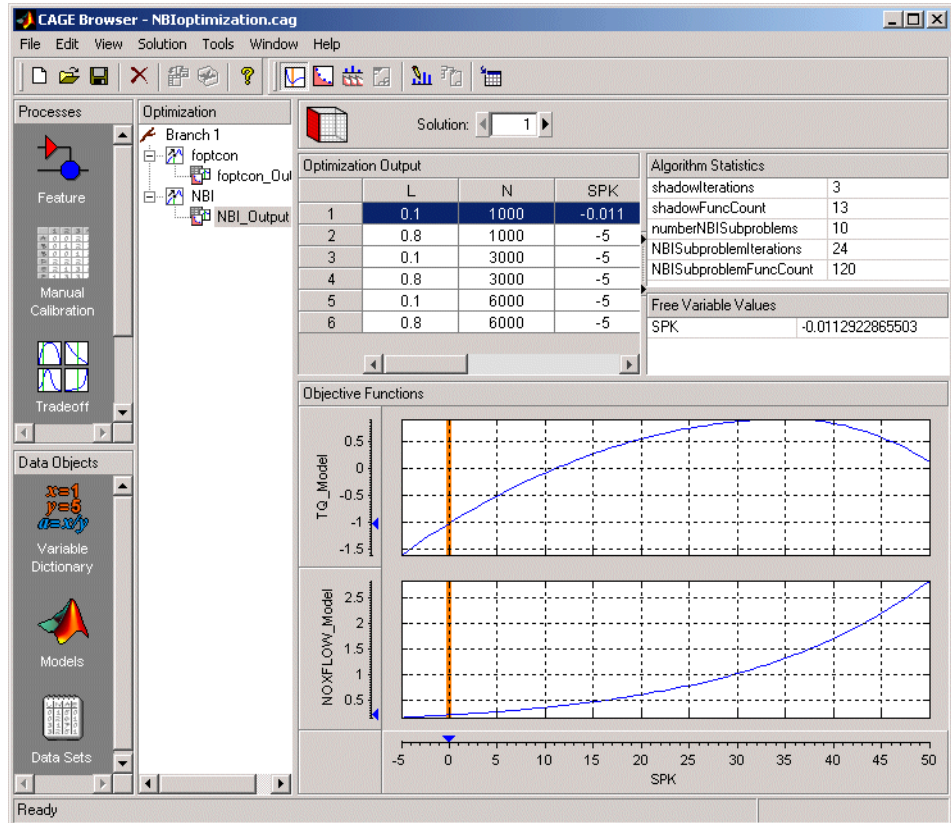 CAGE Browser - NBIoptimization.cag
File Edit View Solution Tools Window Help
Processes
Feature
Manual
Calibration
Tradeoff
Data Objects
x=1
y=5
a=x/y
Variable
Dictionary
Models
Data Sets
Optimization
Branch 1
foptcon
foptcon_Oul
NBI
NBI_Output
Solution: 1
Optimization Output
L N SPK
1 0.1 1000 -0.011
2 0.8 1000 -5
3 0.1 3000 -5
4 0.8 3000 -5
5 0.1 6000 -5
6 0.8 6000 -5
Algorithm Statistics
shadowIterations 3
shadowFuncCount 13
numberNBISubproblems 10
NBISubproblemIterations 24
NBISubproblemFuncCount 120
Free Variable Values
SPK -0.0112922865503
Objective Functions
TQ_Model
0.5
0
-0.5
-1
-1.5
NOXFLOW_Model
2.5
2
1.5
1
0.5
-5 0 5 10 15 20 25 30 35 40 45 50
SPK
Ready